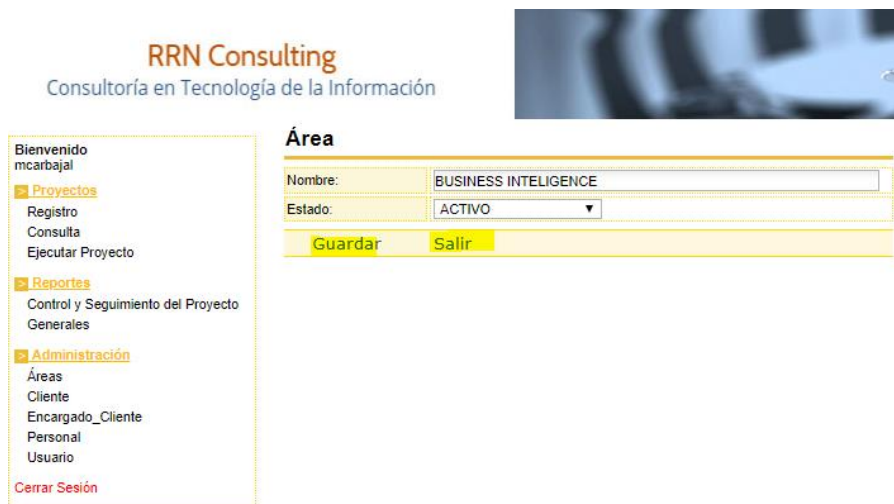 RRN Consulting
Consultoría en Tecnología de la Información
Bienvenido
mcarbajal
> Proyectos
Registro
Consulta
Ejecutar Proyecto
> Reportes
Control y Seguimiento del Proyecto
Generales
> Administración
Áreas
Cliente
Encargado_Cliente
Personal
Usuario
Cerrar Sesión
Área
Nombre: BUSINESS INTELIGENCE
Estado: ACTIVO
Guardar Salir